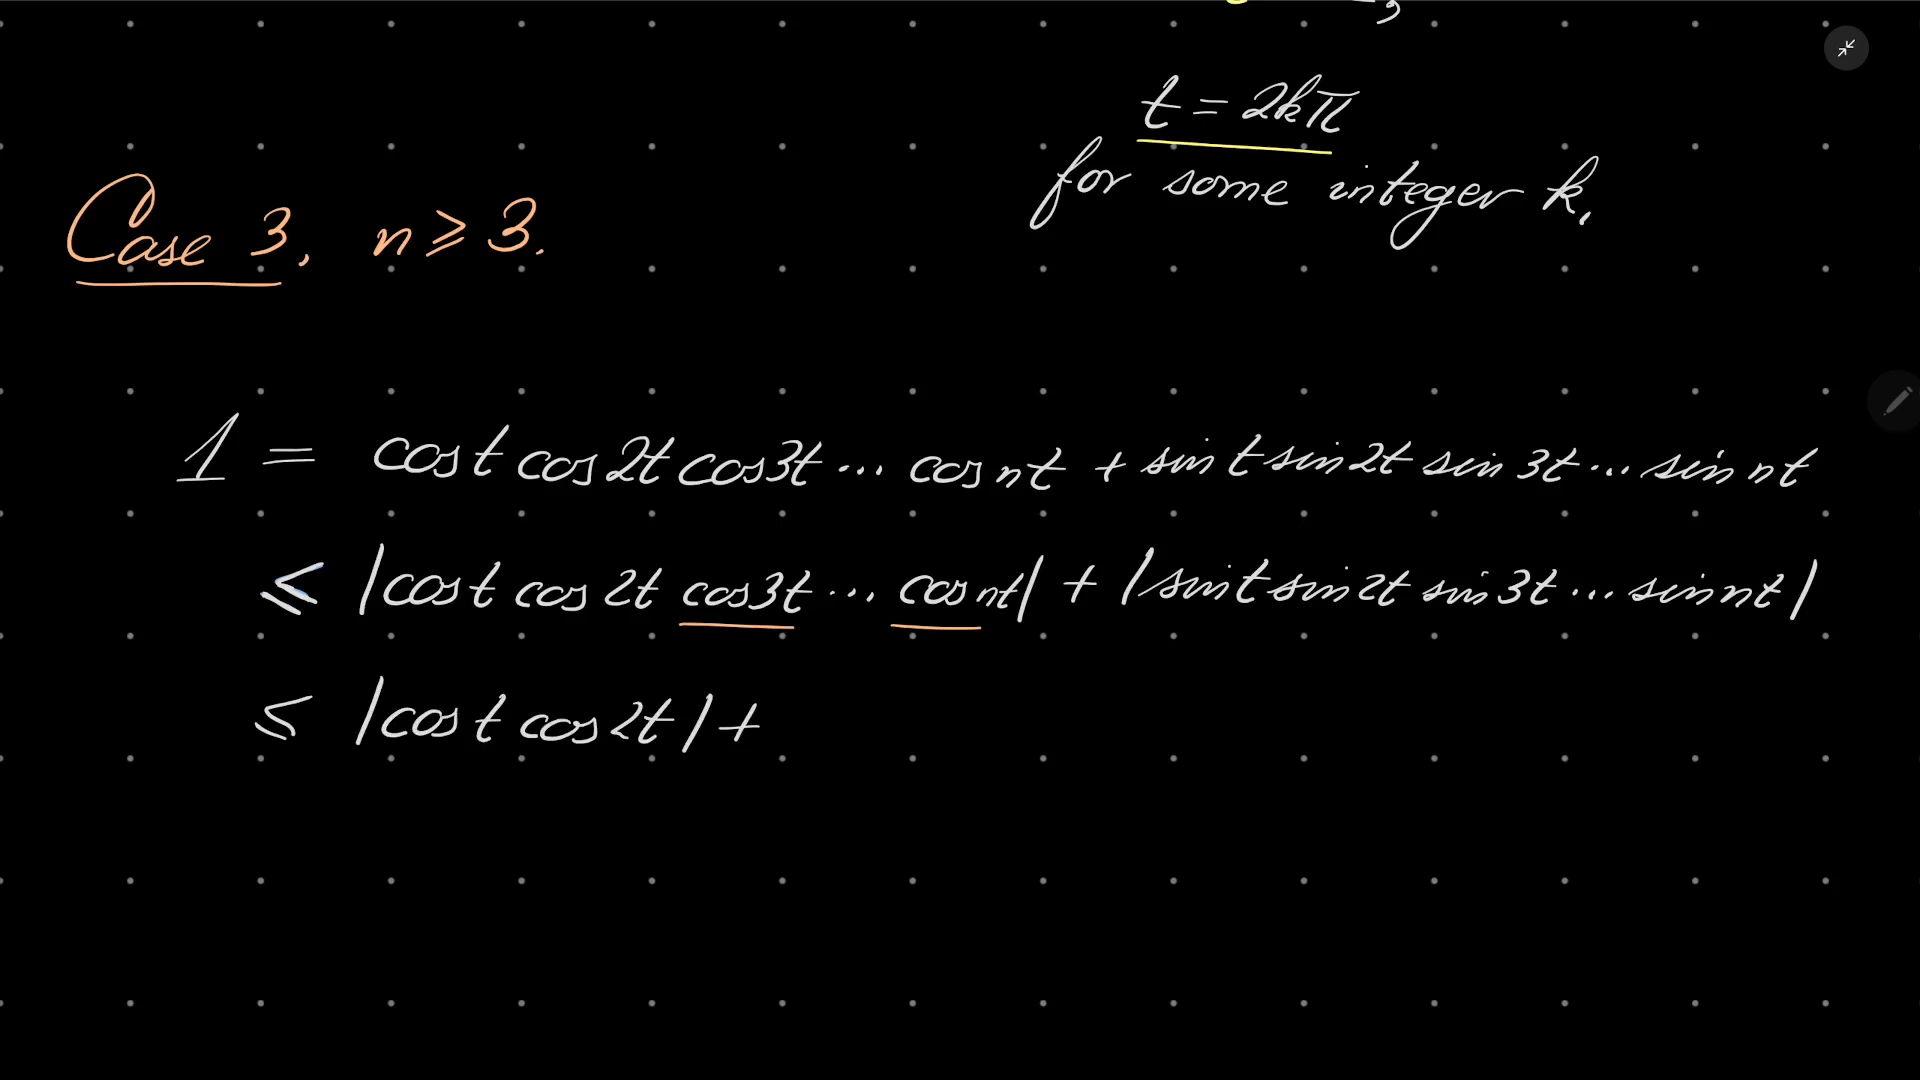 t = 2kπ
for some integer k.
Case 3. n ⩾ 3.
1 = cos t cos 2t cos 3t ... cos nt + sin t sin 2t sin 3t ... sin nt
⩽ |cos t cos 2t cos 3t ... cos nt| + |sin t sin 2t sin 3t ... sin nt|
⩽ |cos t cos 2t| +